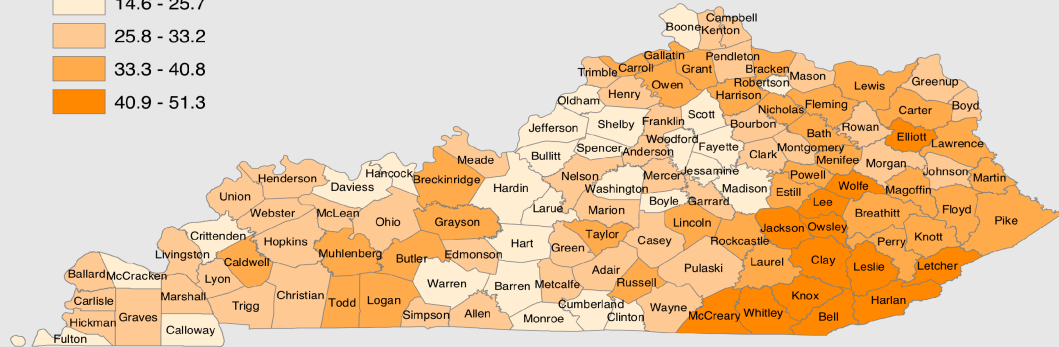 14.6 - 25.7
25.8 - 33.2
33.3 - 40.8
40.9 - 51.3
Boone
Campbell
Kenton
Gallatin
Pendleton
Trimble
Carroll
Grant
Bracken
Robertson
Mason
Owen
Lewis
Greenup
Oldham
Henry
Harrison
Nicholas
Fleming
Carter
Boyd
Jefferson
Shelby
Franklin
Scott
Bourbon
Bath
Rowan
Elliott
Lawrence
Bullitt
Spencer
Anderson
Woodford
Fayette
Clark
Montgomery
Menifee
Morgan
Johnson
Martin
Meade
Hancock
Breckinridge
Henderson
Daviess
Union
Hardin
Nelson
Washington
Mercer
Jessamine
Madison
Powell
Estill
Wolfe
Magoffin
Webster
McLean
Ohio
Grayson
Larue
Marion
Boyle
Garrard
Lee
Breathitt
Floyd
Pike
Crittenden
Hopkins
Muhlenberg
Butler
Edmonson
Hart
Green
Taylor
Casey
Lincoln
Rockcastle
Jackson
Owsley
Perry
Knott
Livingston
Caldwell
Lyon
Ballard
McCracken
Warren
Barren
Metcalfe
Adair
Russell
Pulaski
Laurel
Clay
Leslie
Letcher
Carlisle
Marshall
Trigg
Christian
Todd
Logan
Simpson
Allen
Monroe
Cumberland
Clinton
Wayne
McCreary
Whitley
Knox
Bell
Harlan
Hickman
Graves
Calloway
Fulton